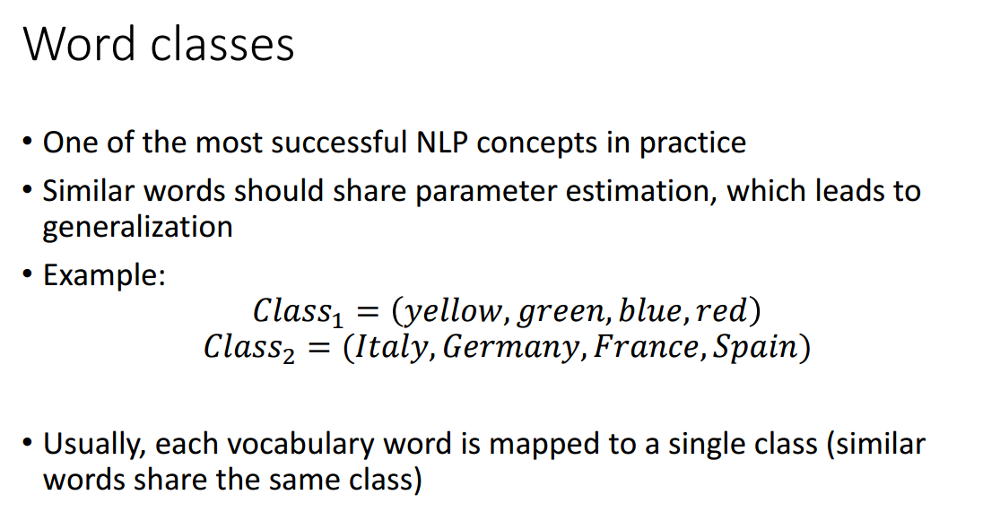 Word classes
• One of the most successful NLP concepts in practice
• Similar words should share parameter estimation, which leads to
generalization
• Example:
Class₁ = (yellow, green, blue, red)
Class₂ = (Italy, Germany, France, Spain)
• Usually, each vocabulary word is mapped to a single class (similar
words share the same class)